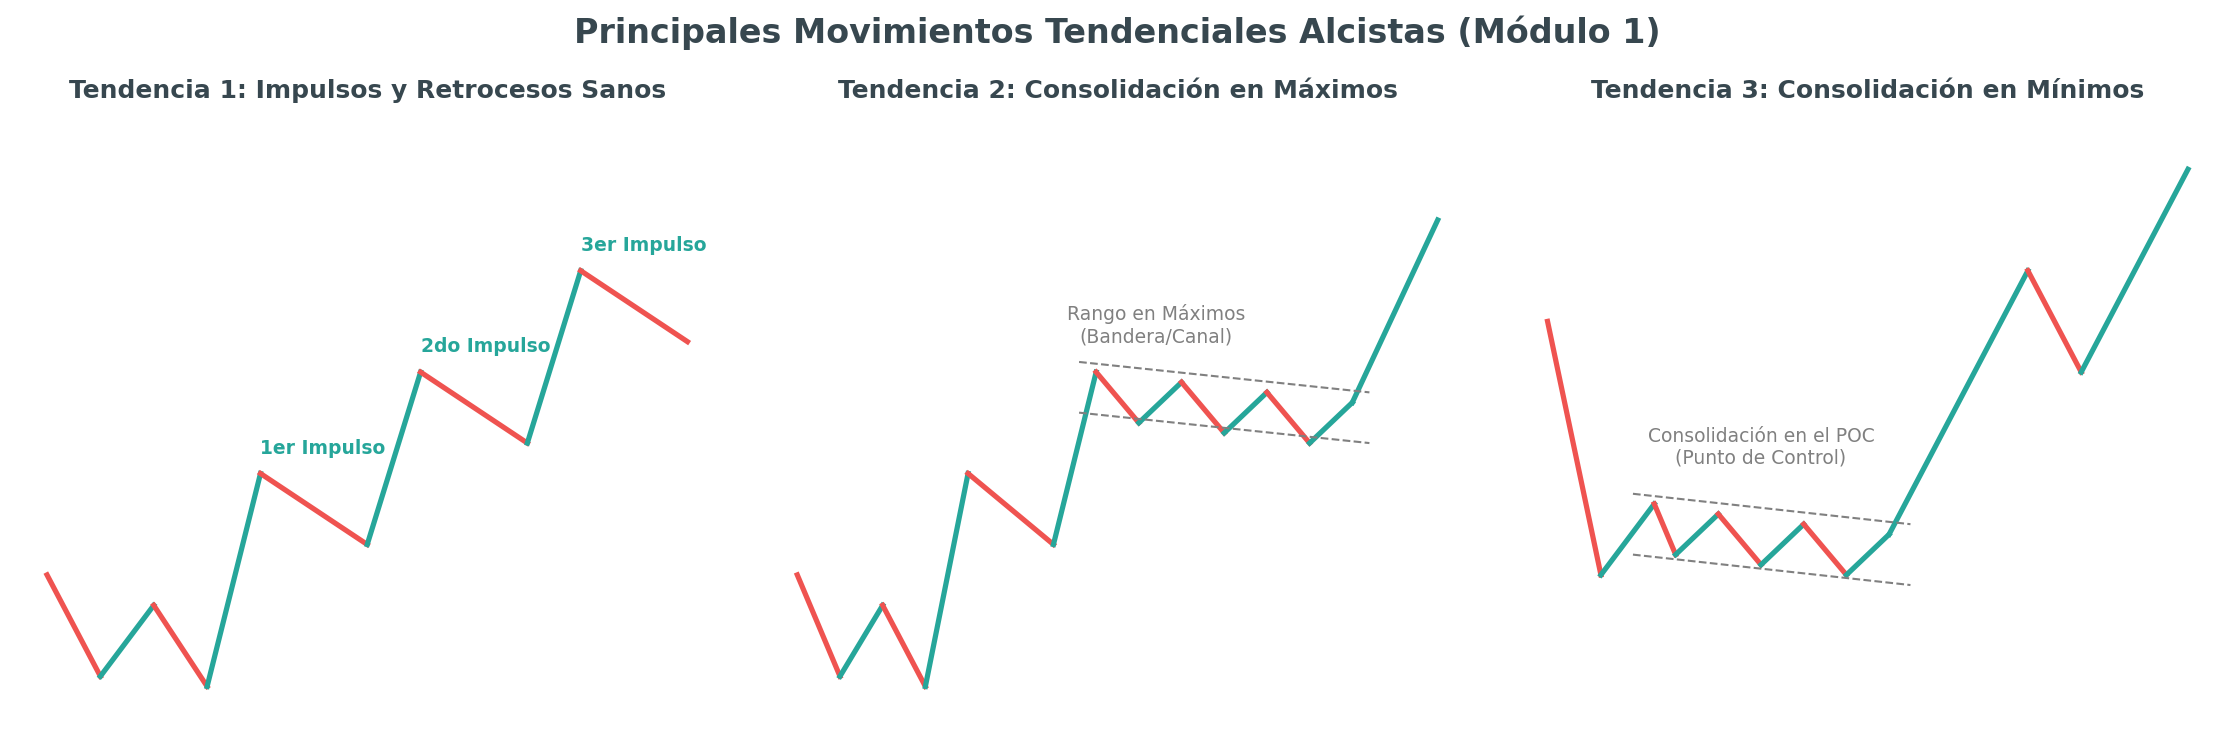 Principales Movimientos Tendenciales Alcistas (Módulo 1)
Tendencia 1: Impulsos y Retrocesos Sanos
1er Impulso
2do Impulso
3er Impulso
Tendencia 2: Consolidación en Máximos
Rango en Máximos
(Bandera/Canal)
Tendencia 3: Consolidación en Mínimos
Consolidación en el POC
(Punto de Control)